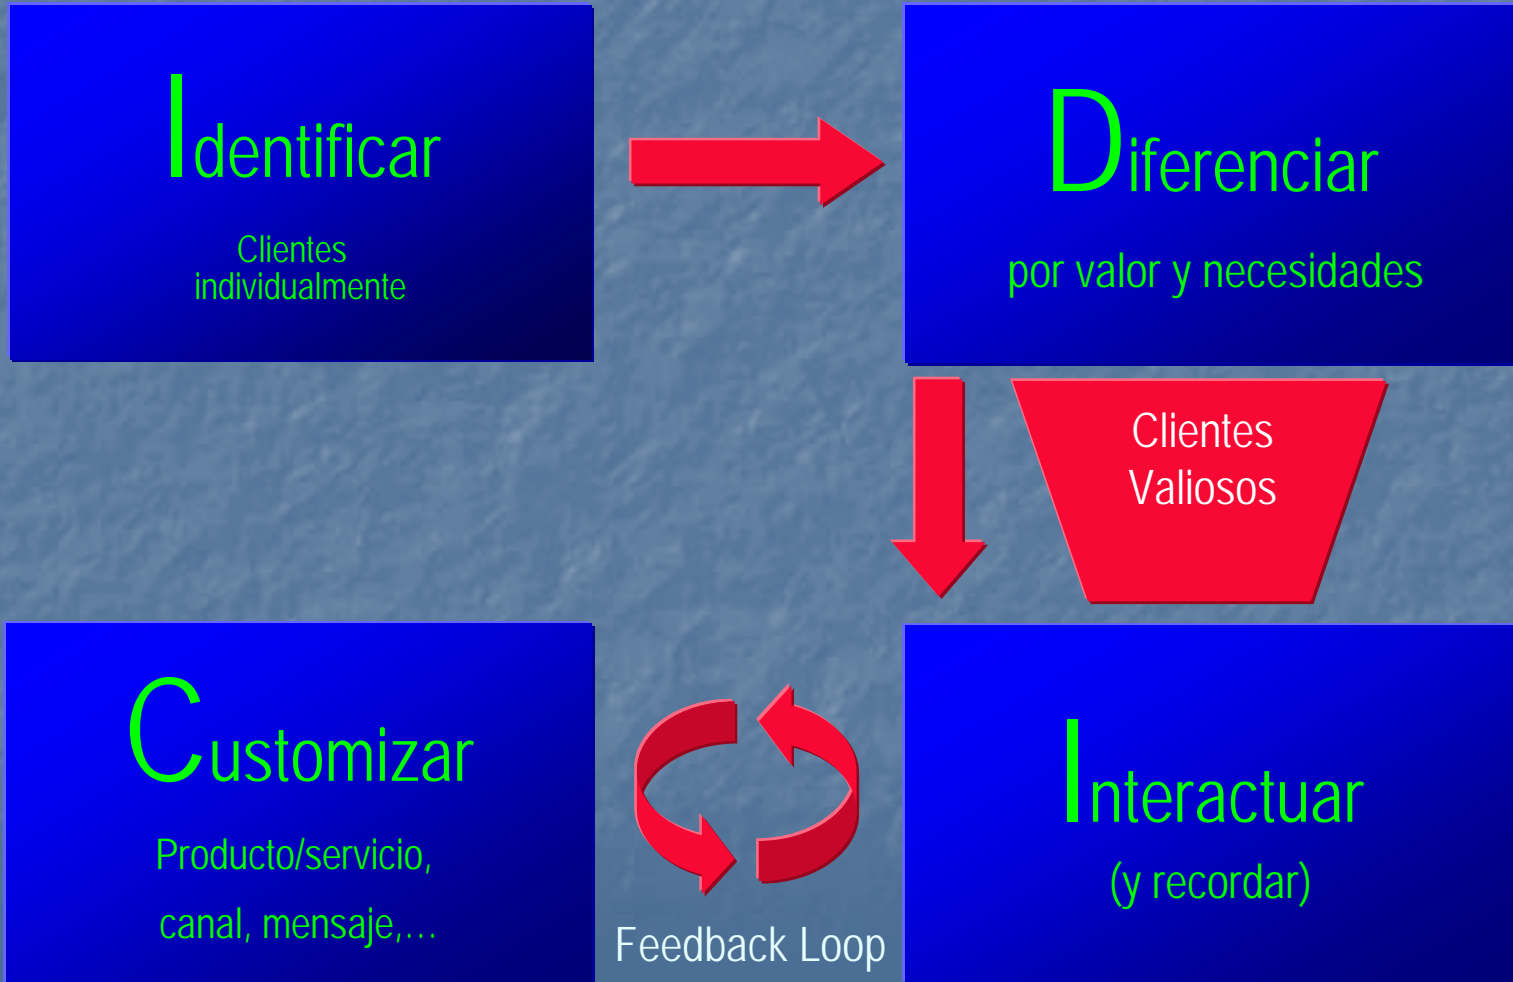 Identificar
Clientes
individualmente
Diferenciar
por valor y necesidades
Clientes
Valiosos
Customizar
Producto/servicio,
canal, mensaje,…
Feedback Loop
Interactuar
(y recordar)